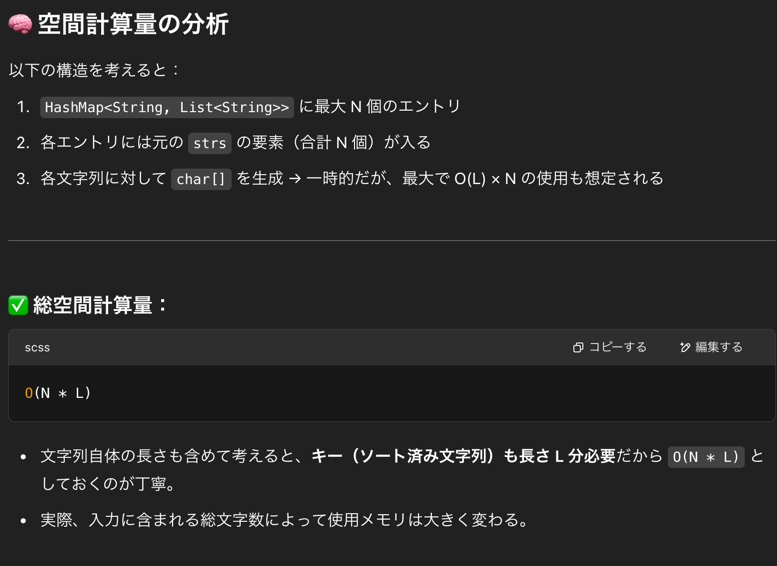 🧠 空間計算量の分析
以下の構造を考えると：
1. HashMap<String, List<String>> に最大 N 個のエントリ
2. 各エントリには元の strs の要素（合計 N 個）が入る
3. 各文字列に対して char[] を生成 → 一時的だが、最大で O(L) × N の使用も想定される
✅ 総空間計算量：
scss
コピーする
編集する
O(N * L)
• 文字列自体の長さも含めて考えると、キー（ソート済み文字列）も長さ L 分必要だから O(N * L) と
しておくのが丁寧。
• 実際、入力に含まれる総文字数によって使用メモリは大きく変わる。